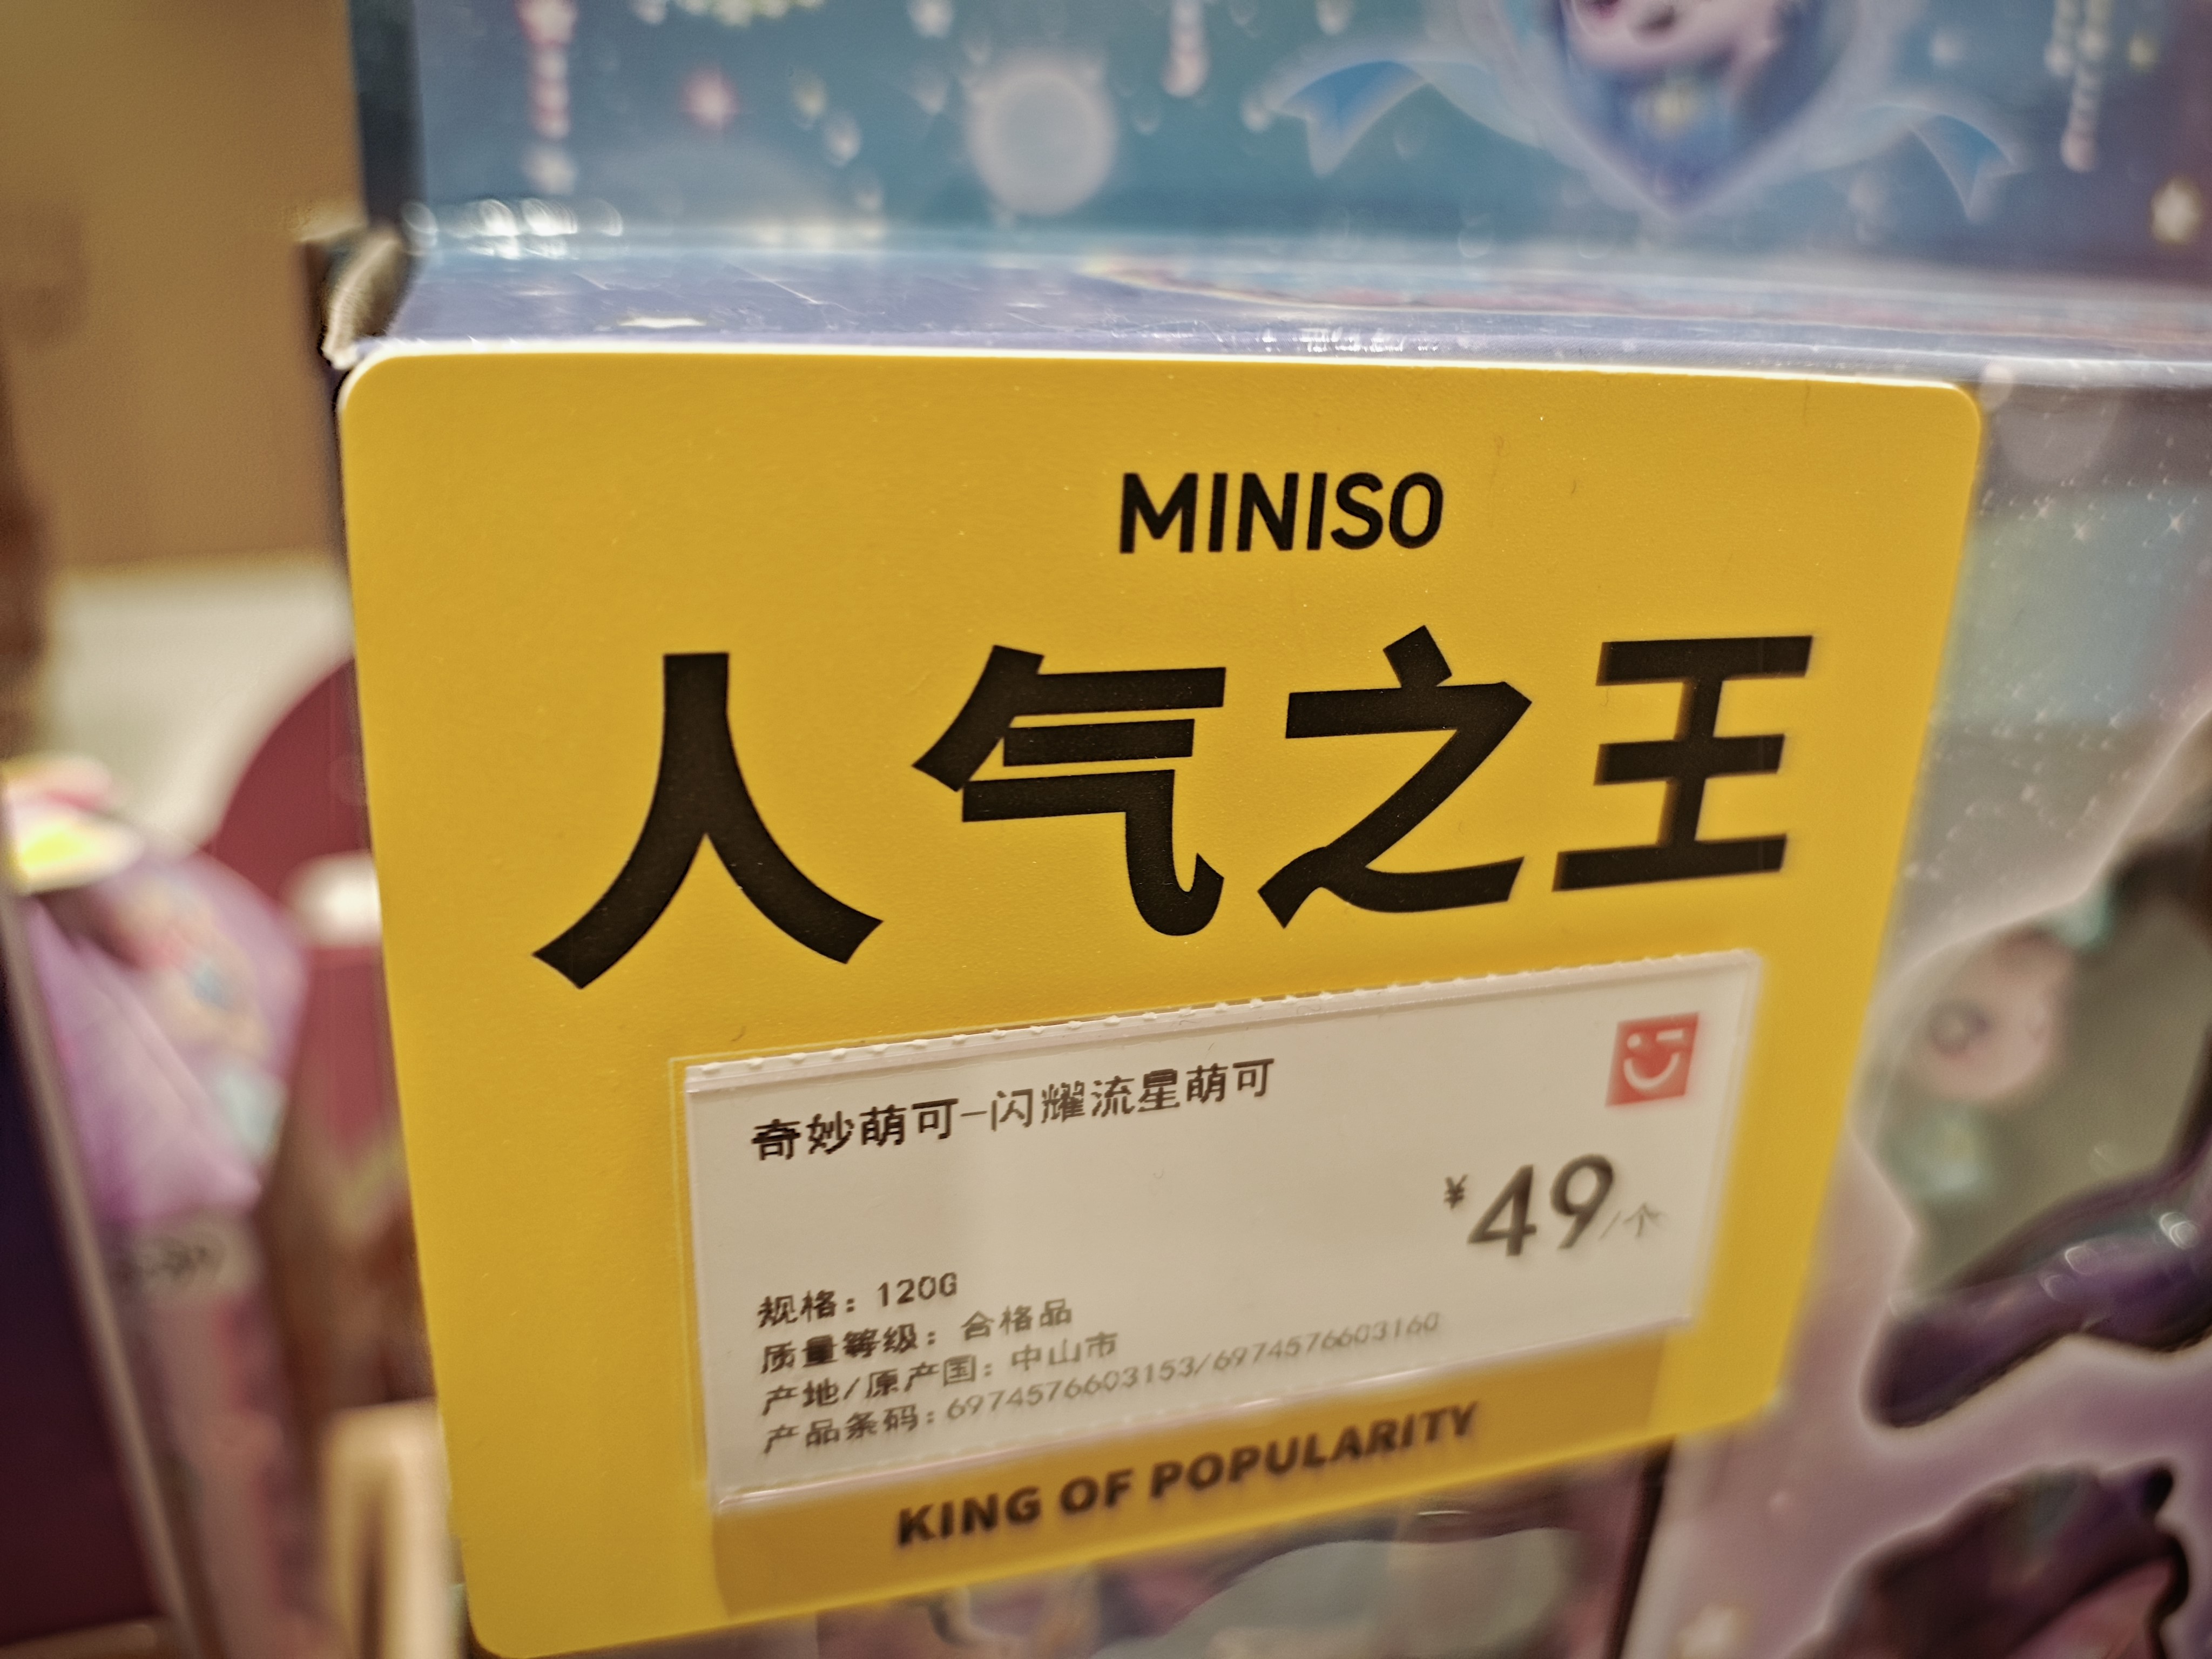 MINISO
人气之王
奇妙萌可-闪耀流星萌可
¥49/个
规格：120G
质量等级：合格品
产地/原产国：中山市
产品条码：6974576603153/6974576603160
KING OF POPULARITY